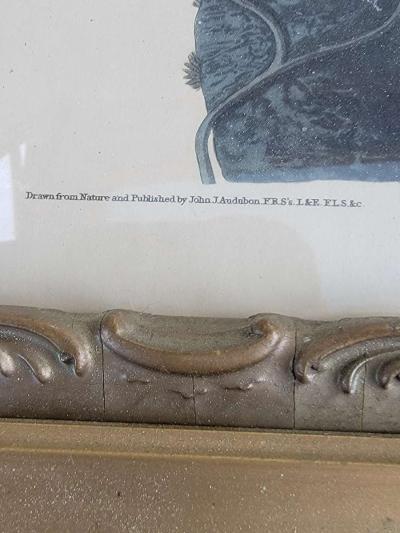 Drawn from Nature and Published by John J. Audubon. F.R.S's. L.&E. F.L.S. &c.